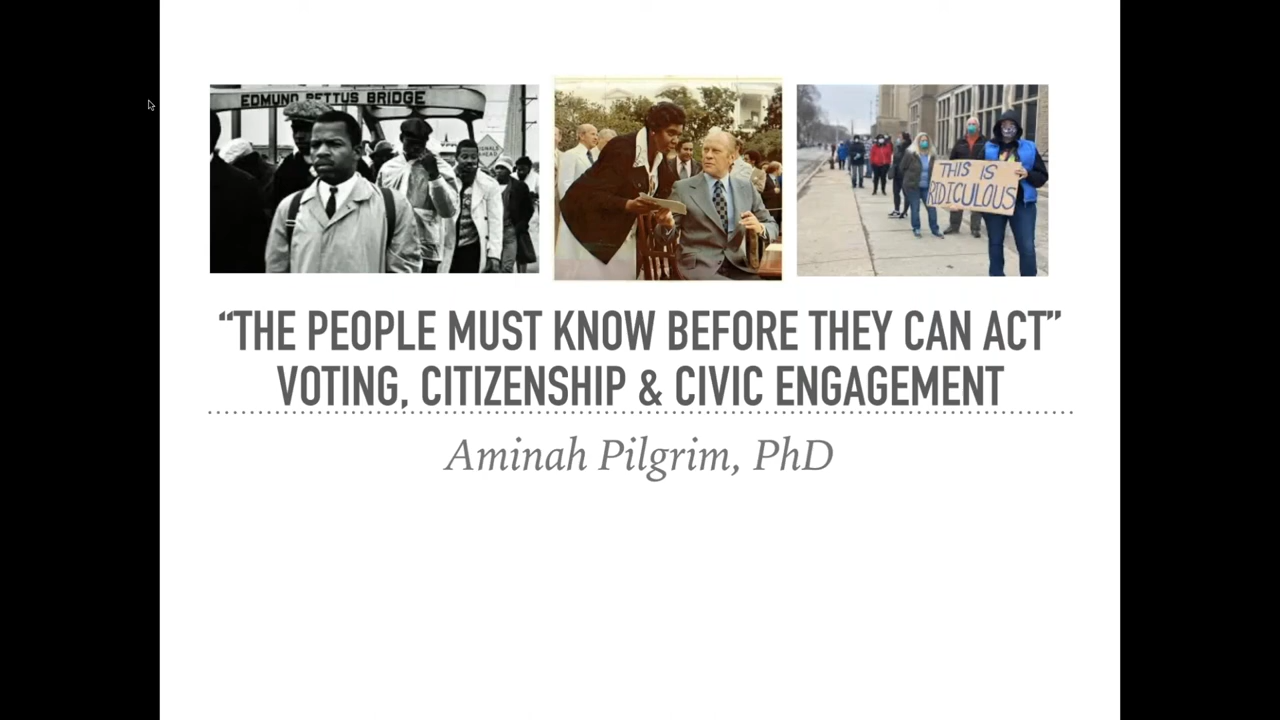 EDMUND PETTUS BRIDGE
THIS IS
RIDICULOUS
“THE PEOPLE MUST KNOW BEFORE THEY CAN ACT”
VOTING, CITIZENSHIP & CIVIC ENGAGEMENT
Aminah Pilgrim, PhD